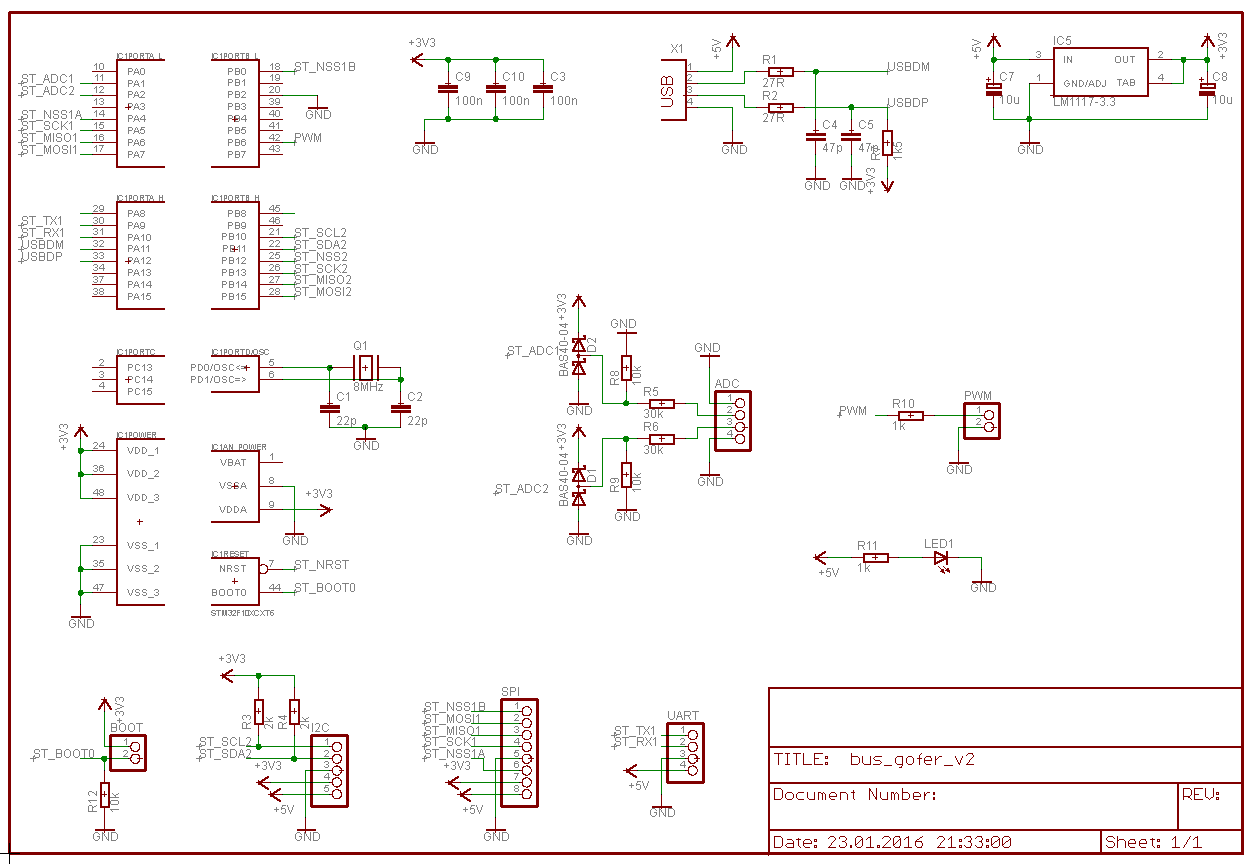 IC1PORTA_L
10 PA0
ST_ADC1 11 PA1
ST_ADC2 12 PA2
13 PA3
ST_NSS1A 14 PA4
ST_SCK1 15 PA5
ST_MISO1 16 PA6
ST_MOSI1 17 PA7
IC1PORTB_L
PB0 18 ST_NSS1B
PB1 19
PB2 20
PB3 39
PB4 40
PB5 41
PB6 42 PWM
PB7 43
GND
+3V3
C9 C10 C3
100n 100n 100n
GND
X1
USB
1
2
3
4
+5V
GND
R1
27R
R2
27R
USBDM
USBDP
C4
47p
C5
47p
1k5
GND
GND
+3V3
+5V
IC5
3 IN OUT 2
1 GND/ADJ TAB 4
LM1117-3.3
C7
10u
+3V3
C8
10u
GND
IC1PORTA_H
29 PA8
ST_TX1 30 PA9
ST_RX1 31 PA10
USBDM 32 PA11
USBDP 33 PA12
34 PA13
37 PA14
38 PA15
IC1PORTB_H
PB8 45
PB9 46
PB10 21 ST_SCL2
PB11 22 ST_SDA2
PB12 25 ST_NSS2
PB13 26 ST_SCK2
PB14 27 ST_MISO2
PB15 28 ST_MOSI2
IC1PORTC
2 PC13
3 PC14
4 PC15
IC1PORTD/OSC
PD0/OSC<= 5
PD1/OSC=> 6
Q1
8MHz
C1
22p
C2
22p
GND
+3V3
IC1POWER
24 VDD_1
36 VDD_2
48 VDD_3
23 VSS_1
35 VSS_2
47 VSS_3
GND
IC1AN_POWER
VBAT 1
VSSA 8
VDDA 9
+3V3
GND
IC1RESET
NRST 7 ST_NRST
BOOT0 44 ST_BOOT0
STM32F10XCXT6
+3V3
ST_ADC1
BAS40-04
D2
GND
GND
R8
10k
R5
30k
GND
ADC
1
2
3
4
GND
R6
30k
+3V3
ST_ADC2
BAS40-04
D1
GND
R9
10k
GND
PWM
R10
1k
PWM
1
2
GND
+5V
R11
1k
LED1
GND
+3V3
BOOT
1
2
ST_BOOT0
R12
10k
GND
+3V3
R3
2k
R4
2k
I2C
ST_SCL2 1
ST_SDA2 2
3
+3V3 4
5
+5V
GND
SPI
ST_NSS1B 1
ST_MOSI1 2
ST_MISO1 3
ST_SCK1 4
ST_NSS1A 5
+3V3 6
7
8
+5V
GND
UART
ST_TX1 1
ST_RX1 2
3
4
+5V
GND
TITLE: bus_gofer_v2
Document Number:
REV:
Date: 23.01.2016 21:33:00
Sheet: 1/1